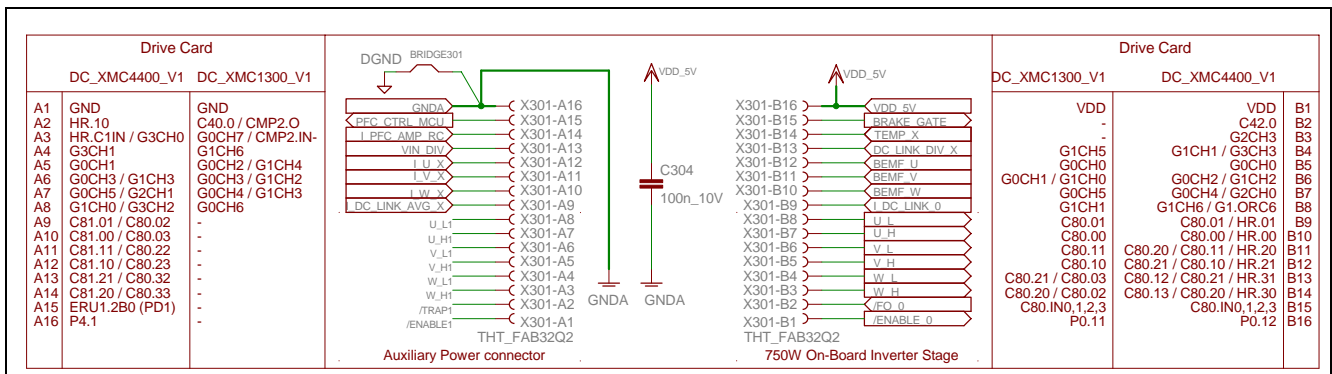 Drive Card
DC_XMC4400_V1 DC_XMC1300_V1
A1 GND GND
A2 HR.10 C40.0 / CMP2.O
A3 HR.C1IN / G3CH0 G0CH7 / CMP2.IN-
A4 G3CH1 G1CH6
A5 G0CH1 G0CH2 / G1CH4
A6 G0CH3 / G1CH3 G0CH3 / G1CH2
A7 G0CH5 / G2CH1 G0CH4 / G1CH3
A8 G1CH0 / G3CH2 G0CH6
A9 C81.01 / C80.02 -
A10 C81.00 / C80.03 -
A11 C81.11 / C80.22 -
A12 C81.10 / C80.23 -
A13 C81.21 / C80.32 -
A14 C81.20 / C80.33 -
A15 ERU1.2B0 (PD1) -
A16 P4.1 -
DGND BRIDGE301
GNDA X301-A16
PFC_CTRL_MCU X301-A15
I_PFC_AMP_RC X301-A14
VIN_DIV X301-A13
I_U_X X301-A12
I_V_X X301-A11
I_W_X X301-A10
I_DC_LINK_AVG_X X301-A9
U_L1 X301-A8
U_H1 X301-A7
V_L1 X301-A6
V_H1 X301-A5
W_L1 X301-A4
W_H1 X301-A3
/TRAP1 X301-A2
/ENABLE1 X301-A1
THT_FAB32Q2
Auxiliary Power connector
GNDA
VDD_5V
C304
100n_10V
GNDA
VDD_5V
X301-B16 VDD_5V
X301-B15 BRAKE_GATE
X301-B14 TEMP_X
X301-B13 DC_LINK_DIV_X
X301-B12 BEMF_U
X301-B11 BEMF_V
X301-B10 BEMF_W
X301-B9 I_DC_LINK_0
X301-B8 U_L
X301-B7 U_H
X301-B6 V_L
X301-B5 V_H
X301-B4 W_L
X301-B3 W_H
X301-B2 /FO_0
X301-B1 /ENABLE_0
THT_FAB32Q2
750W On-Board Inverter Stage
Drive Card
DC_XMC1300_V1 DC_XMC4400_V1
VDD VDD B1
- C42.0 B2
- G2CH3 B3
G1CH5 G1CH1 / G3CH3 B4
G0CH0 G0CH0 B5
G0CH1 / G1CH0 G0CH2 / G1CH2 B6
G0CH5 G0CH4 / G2CH0 B7
G1CH1 G1CH6 / G1.ORC6 B8
C80.01 C80.01 / HR.01 B9
C80.00 C80.00 / HR.00 B10
C80.11 C80.20 / C80.11 / HR.20 B11
C80.10 C80.21 / C80.10 / HR.21 B12
C80.21 / C80.03 C80.12 / C80.21 / HR.31 B13
C80.20 / C80.02 C80.13 / C80.20 / HR.30 B14
C80.IN0,1,2,3 C80.IN0,1,2,3 B15
P0.11 P0.12 B16